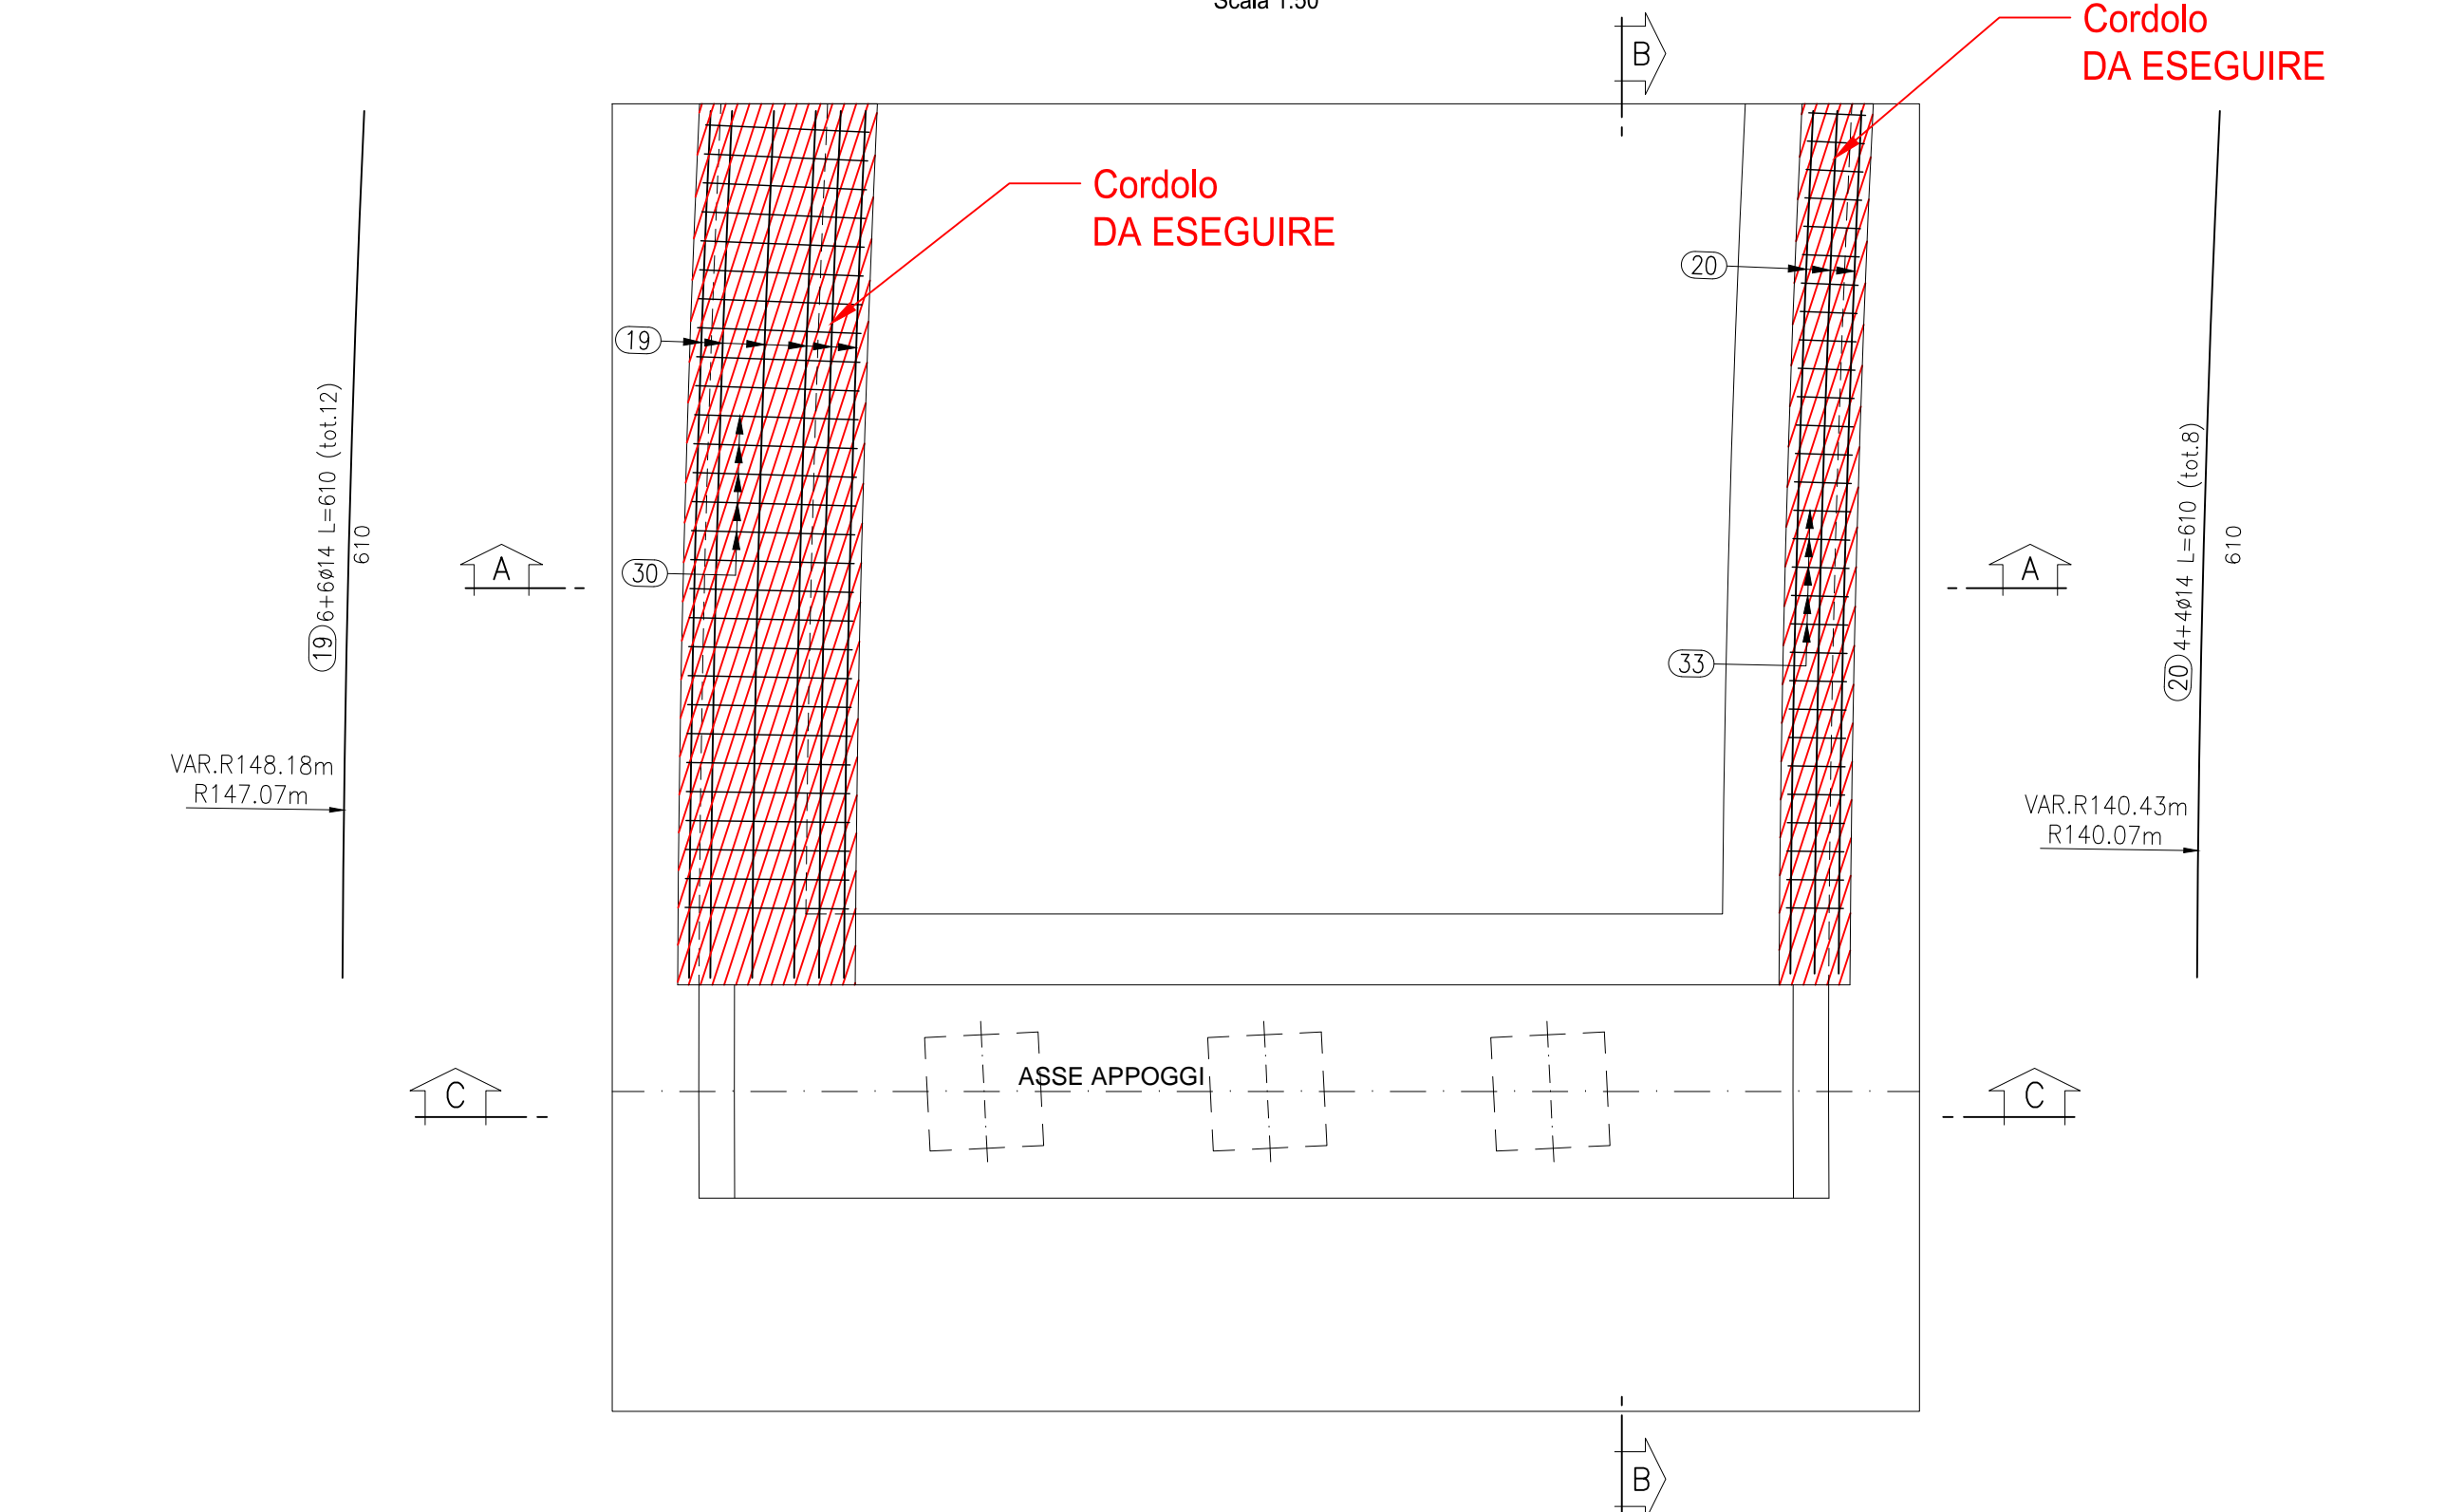 Scala 1:50
B
Cordolo
DA ESEGUIRE
Cordolo
DA ESEGUIRE
20
19
30
33
19 6+6ø14 L=610 (tot.12)
610
A
A
20 4+4ø14 L=610 (tot.8)
610
VAR.R148.18m
R147.07m
VAR.R140.43m
R140.07m
ASSE APPOGGI
C
C
B